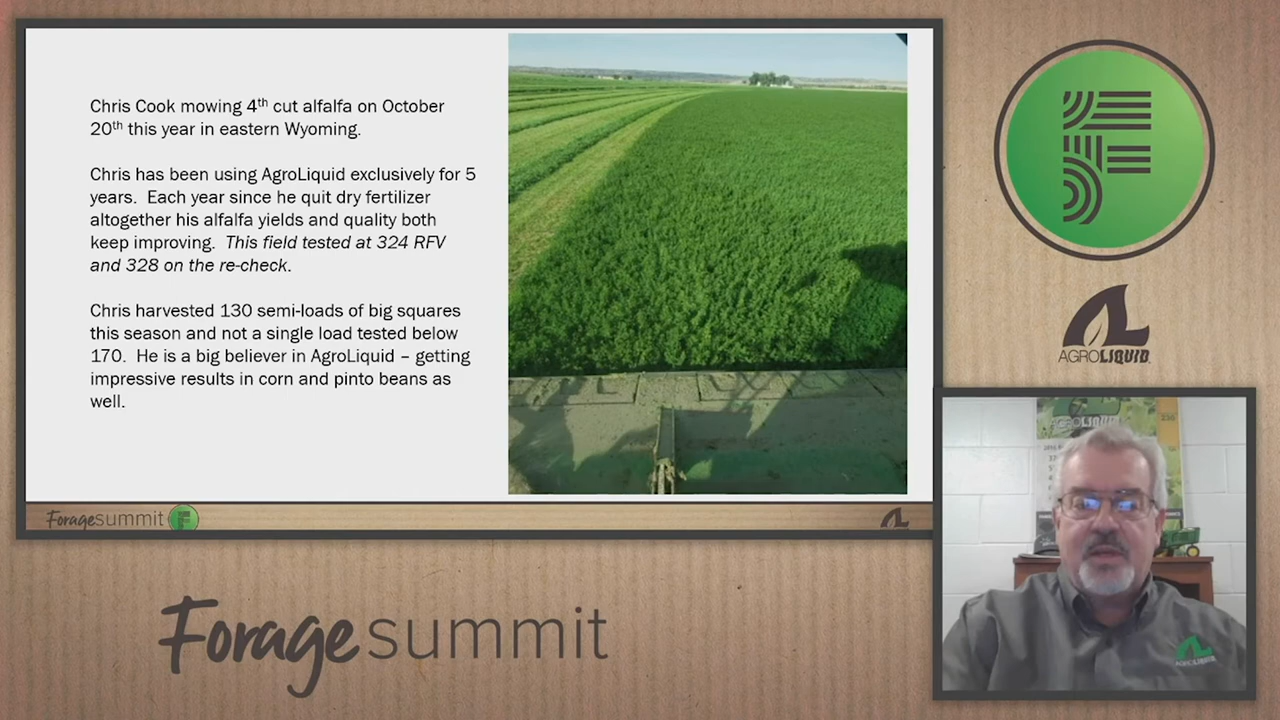 Chris Cook mowing 4th cut alfalfa on October
20th this year in eastern Wyoming.
Chris has been using AgroLiquid exclusively for 5
years. Each year since he quit dry fertilizer
altogether his alfalfa yields and quality both
keep improving. This field tested at 324 RFV
and 328 on the re-check.
Chris harvested 130 semi-loads of big squares
this season and not a single load tested below
170. He is a big believer in AgroLiquid – getting
impressive results in corn and pinto beans as
well.
Foragesummit F
F
AGROLIQUID
AGROLIQUID
AGROLIQUID
Foragesummit